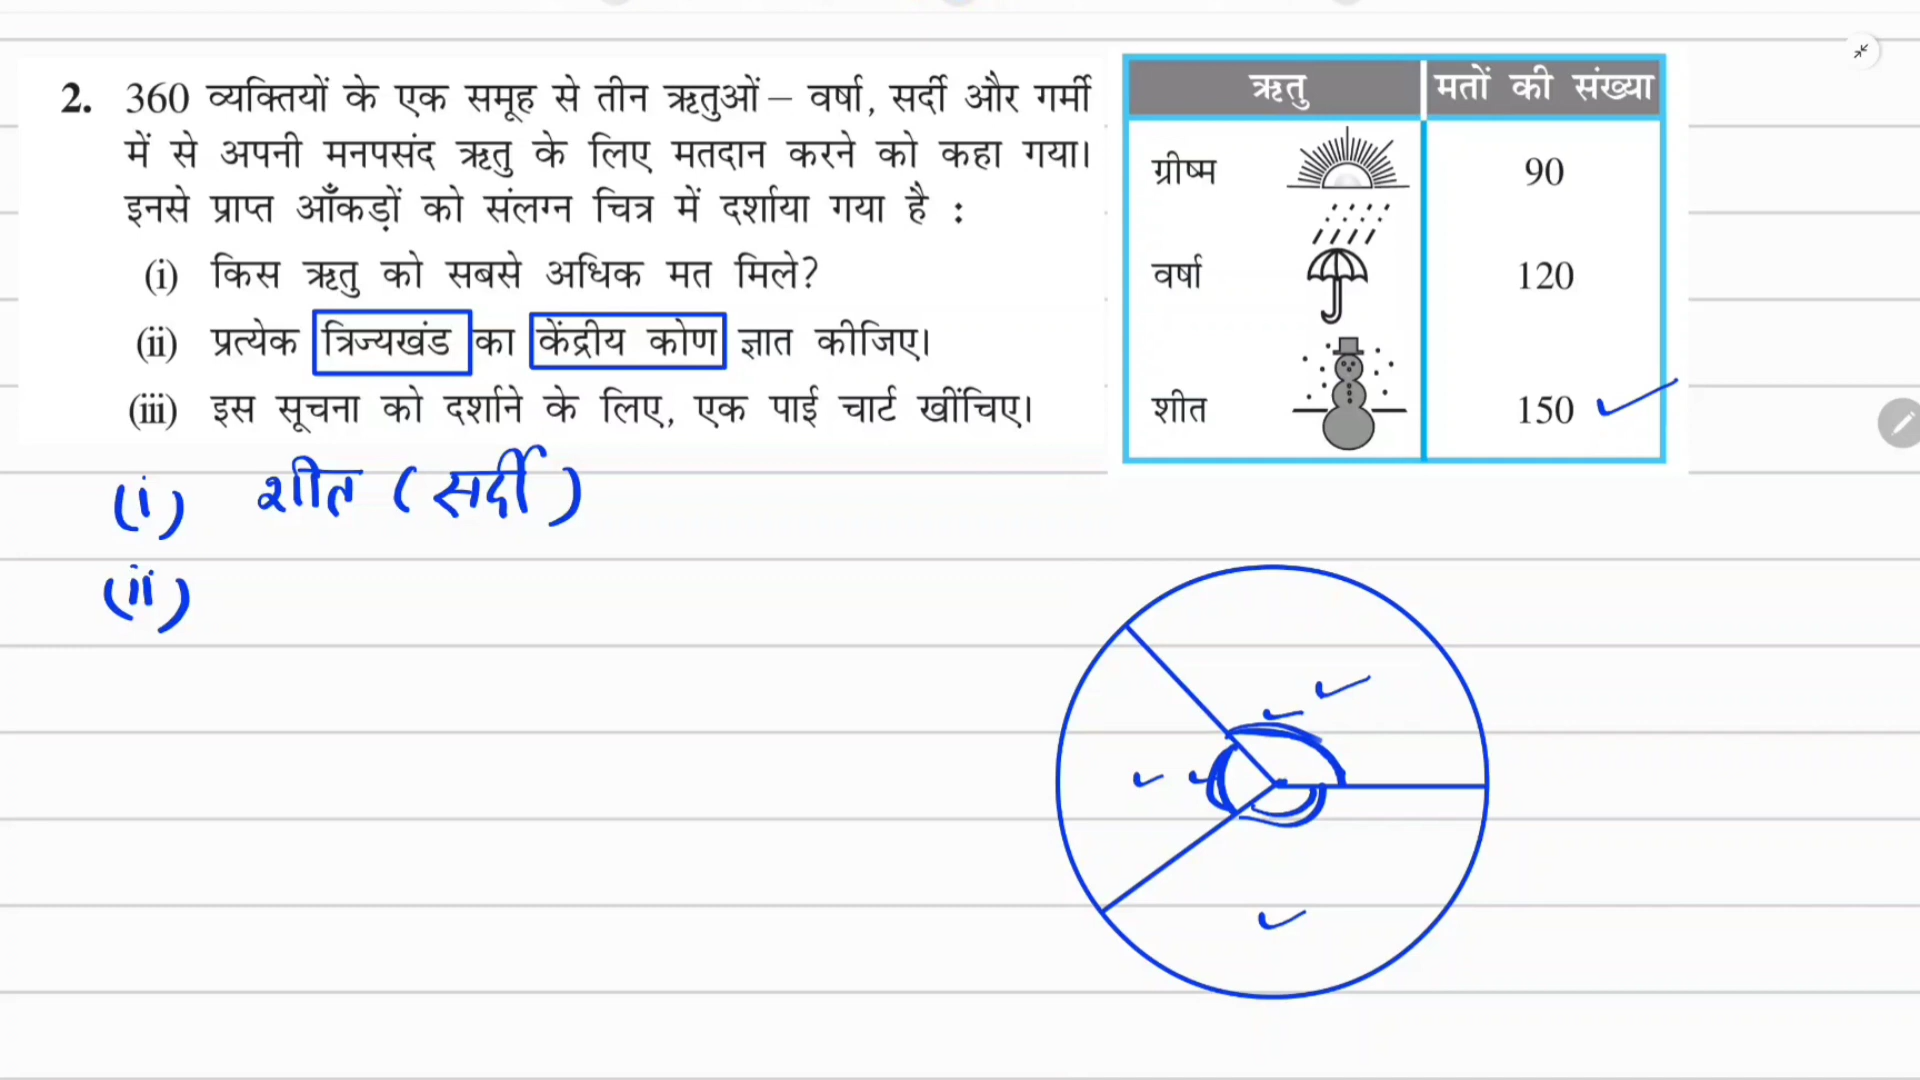 2. 360 व्यक्तियों के एक समूह से तीन ऋतुओं – वर्षा, सर्दी और गर्मी
में से अपनी मनपसंद ऋतु के लिए मतदान करने को कहा गया।
इनसे प्राप्त आँकड़ों को संलग्न चित्र में दर्शाया गया है :
(i) किस ऋतु को सबसे अधिक मत मिले?
(ii) प्रत्येक त्रिज्यखंड का केंद्रीय कोण ज्ञात कीजिए।
(iii) इस सूचना को दर्शाने के लिए, एक पाई चार्ट खींचिए।
ऋतु मतों की संख्या
ग्रीष्म 90
वर्षा 120
शीत 150
(i) शीत (सर्दी)
(ii)